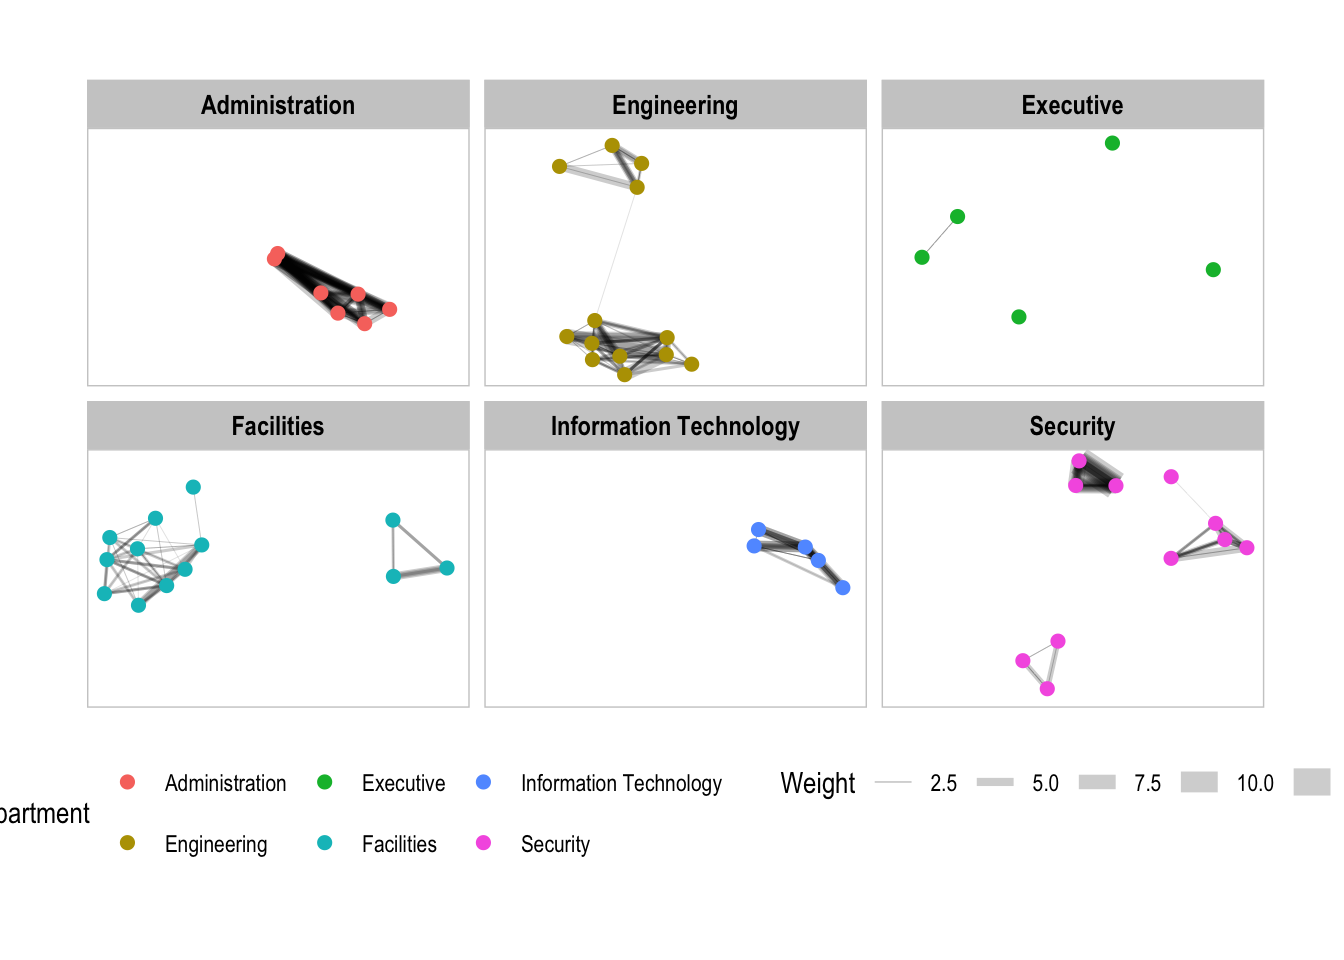 Administration
Engineering
Executive
Facilities
Information Technology
Security
partment
Administration
Executive
Information Technology
Engineering
Facilities
Security
Weight
2.5
5.0
7.5
10.0